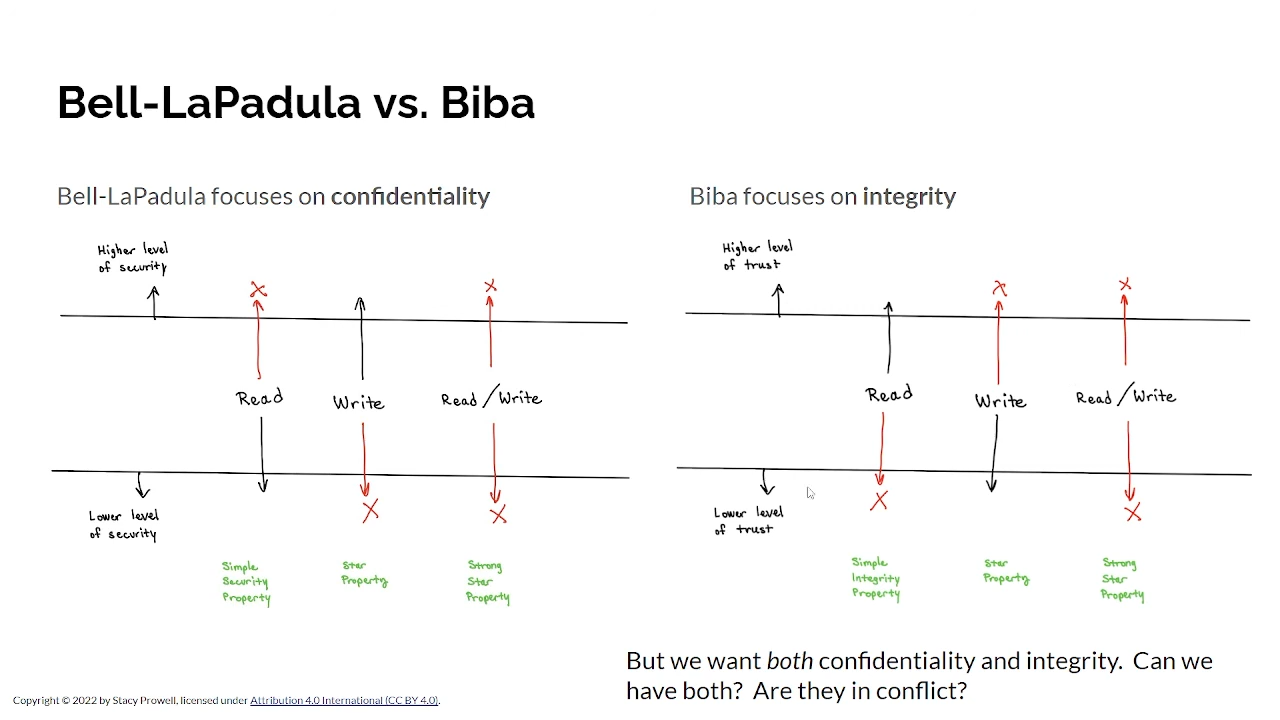 Bell-LaPadula vs. Biba
Bell-LaPadula focuses on confidentiality
Higher level
of security
X
X
Read
Write
Read/Write
X
X
Lower level
of security
Simple
Security
Property
Star
Property
Strong
Star
Property
Biba focuses on integrity
Higher level
of trust
X
X
Read
Write
Read/Write
X
X
Lower level
of trust
Simple
Integrity
Property
Star
Property
Strong
Star
Property
But we want both confidentiality and integrity. Can we
have both? Are they in conflict?
Copyright © 2022 by Stacy Prowell, licensed under Attribution 4.0 International (CC BY 4.0).